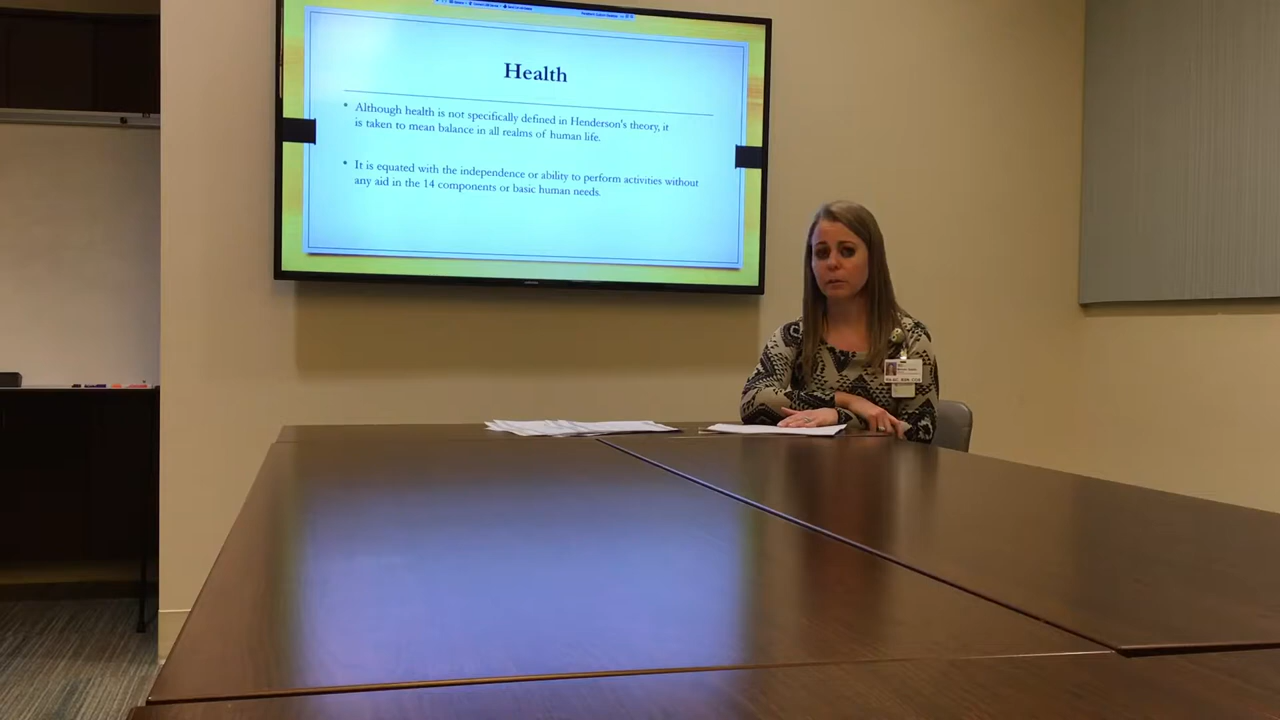 Health
• Although health is not specifically defined in Henderson's theory, it
is taken to mean balance in all realms of human life.
• It is equated with the independence or ability to perform activities without
any aid in the 14 components or basic human needs.